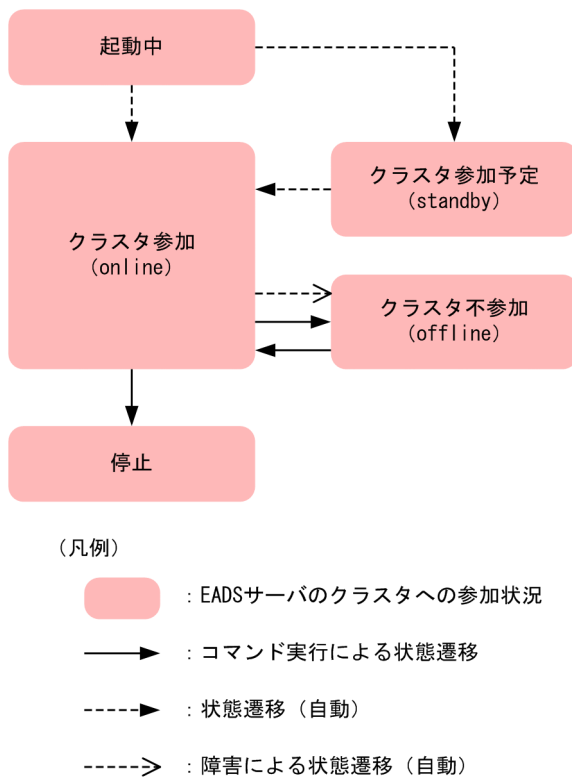 起動中
クラスタ参加予定
(standby)
クラスタ参加
(online)
クラスタ不参加
(offline)
停止
(凡例)
:EADSサーバのクラスタへの参加状況
:コマンド実行による状態遷移
:状態遷移(自動)
:障害による状態遷移(自動)